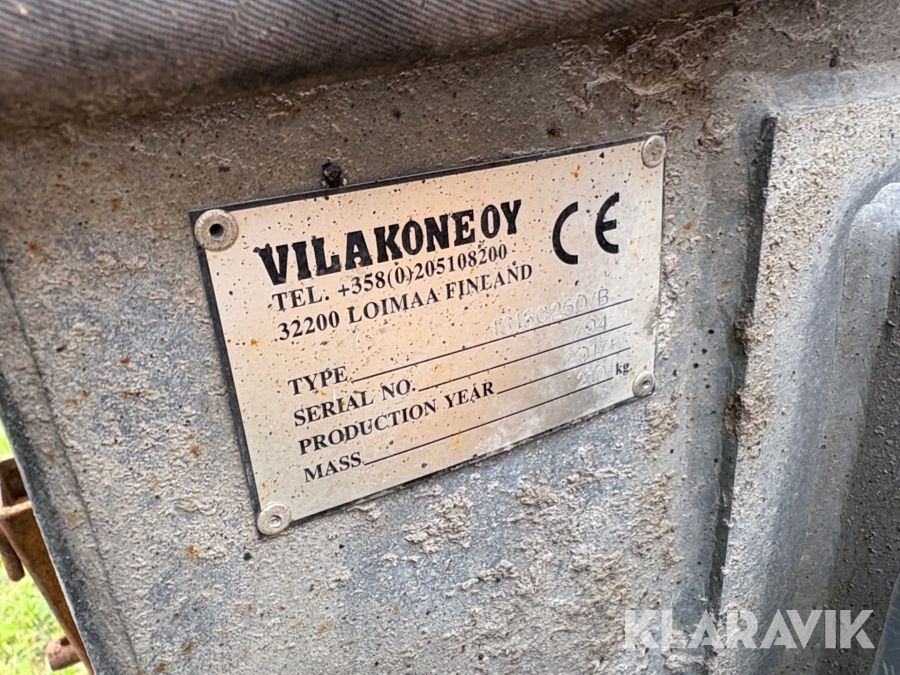 VILAKONE OY CE
TEL. +358(0)205108200
32200 LOIMAA FINLAND
TYPE
SERIAL NO.
PRODUCTION YEAR
MASS kg
KLARAVIK